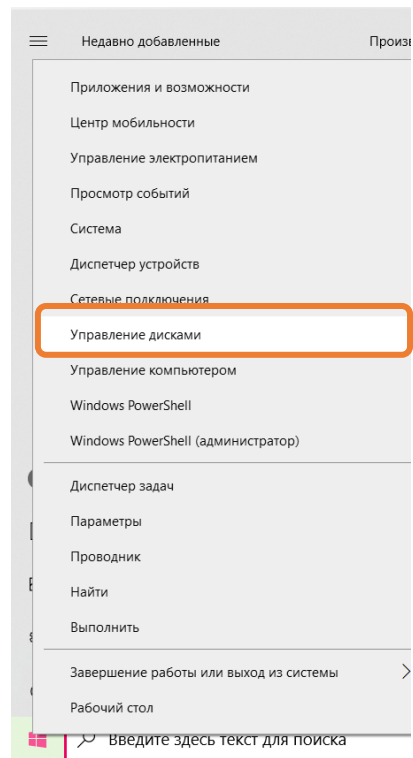 Недавно добавленные Произв
Приложения и возможности
Центр мобильности
Управление электропитанием
Просмотр событий
Система
Диспетчер устройств
Сетевые подключения
Управление дисками
Управление компьютером
Windows PowerShell
Windows PowerShell (администратор)
Диспетчер задач
Параметры
Проводник
Найти
Выполнить
Завершение работы или выход из системы
Рабочий стол
Введите здесь текст для поиска